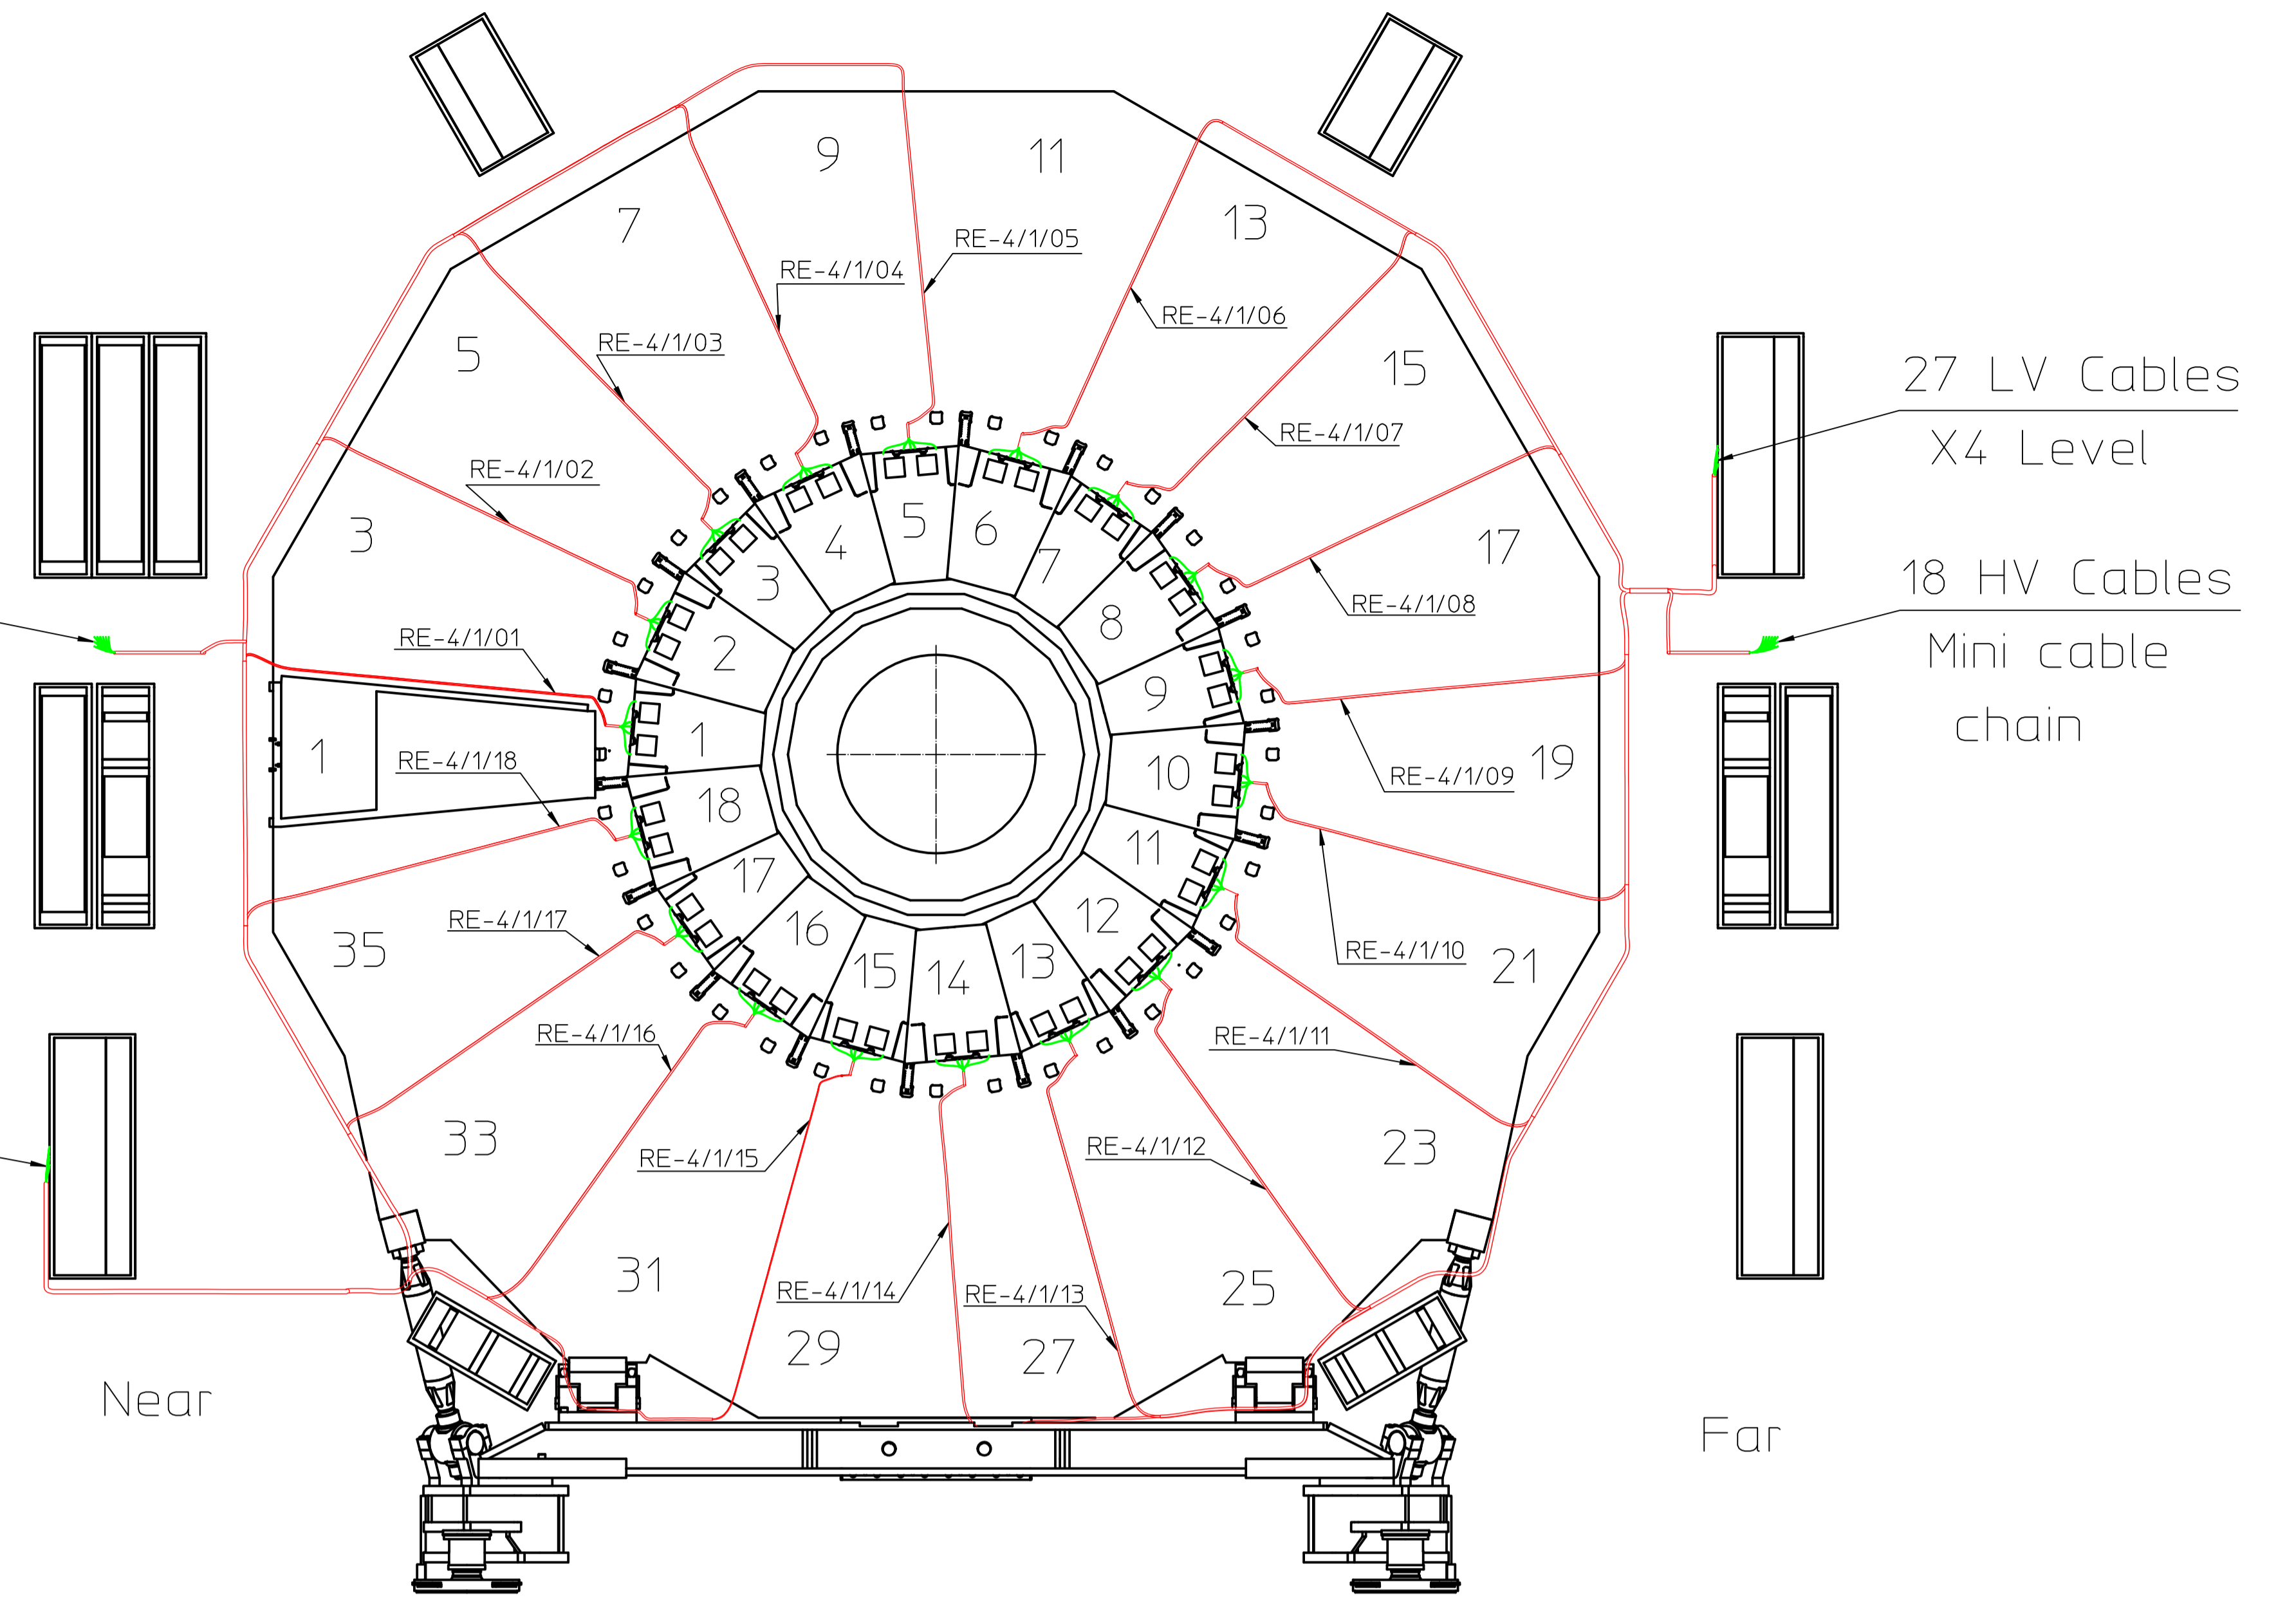 9
11
7
13
RE-4/1/05
RE-4/1/04
RE-4/1/06
RE-4/1/03
5
15
27 LV Cables
X4 Level
RE-4/1/07
RE-4/1/02
3
17
5
6
4
7
3
18 HV Cables
Mini cable
chain
RE-4/1/08
8
RE-4/1/01
2
9
1
1
RE-4/1/18
10
RE-4/1/09
19
18
11
17
12
RE-4/1/17
16
35
RE-4/1/10
21
15
14
13
RE-4/1/16
RE-4/1/11
33
RE-4/1/15
RE-4/1/12
23
31
RE-4/1/14
RE-4/1/13
25
29
27
Near
Far